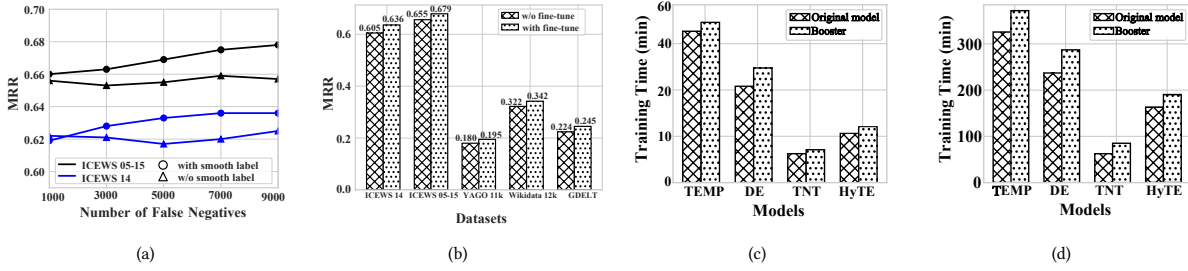 0.70
0.68
0.66
0.64
0.62
0.60
MRR
ICEWS 05-15
ICEWS 14
with smooth label
w/o smooth label
1000 3000 5000 7000 9000
Number of False Negatives
(a)
0.6
0.4
0.2
0.0
MRR
w/o fine-tune
with fine-tune
0.605 0.636 0.655 0.679 0.180 0.195 0.322 0.342 0.224 0.245
ICEWS 14 ICEWS 05-15 YAGO 11k Wikidata 12k GDELT
Datasets
(b)
60
40
20
10
0
Training Time (min)
Original model
Booster
TEMP DE TNT HyTE
Models
(c)
300
200
100
0
Training Time (min)
Original model
Booster
TEMP DE TNT HyTE
Models
(d)